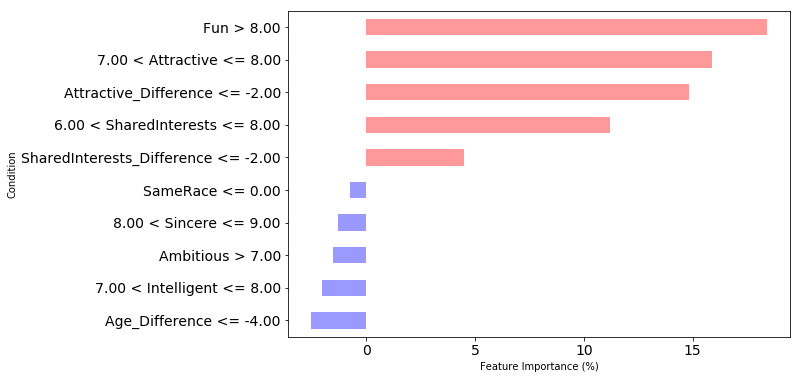 Fun > 8.00
7.00 < Attractive <= 8.00
Attractive_Difference <= -2.00
6.00 < SharedInterests <= 8.00
SharedInterests_Difference <= -2.00
SameRace <= 0.00
8.00 < Sincere <= 9.00
Ambitious > 7.00
7.00 < Intelligent <= 8.00
Age_Difference <= -4.00
Condition
0 5 10 15
Feature Importance (%)